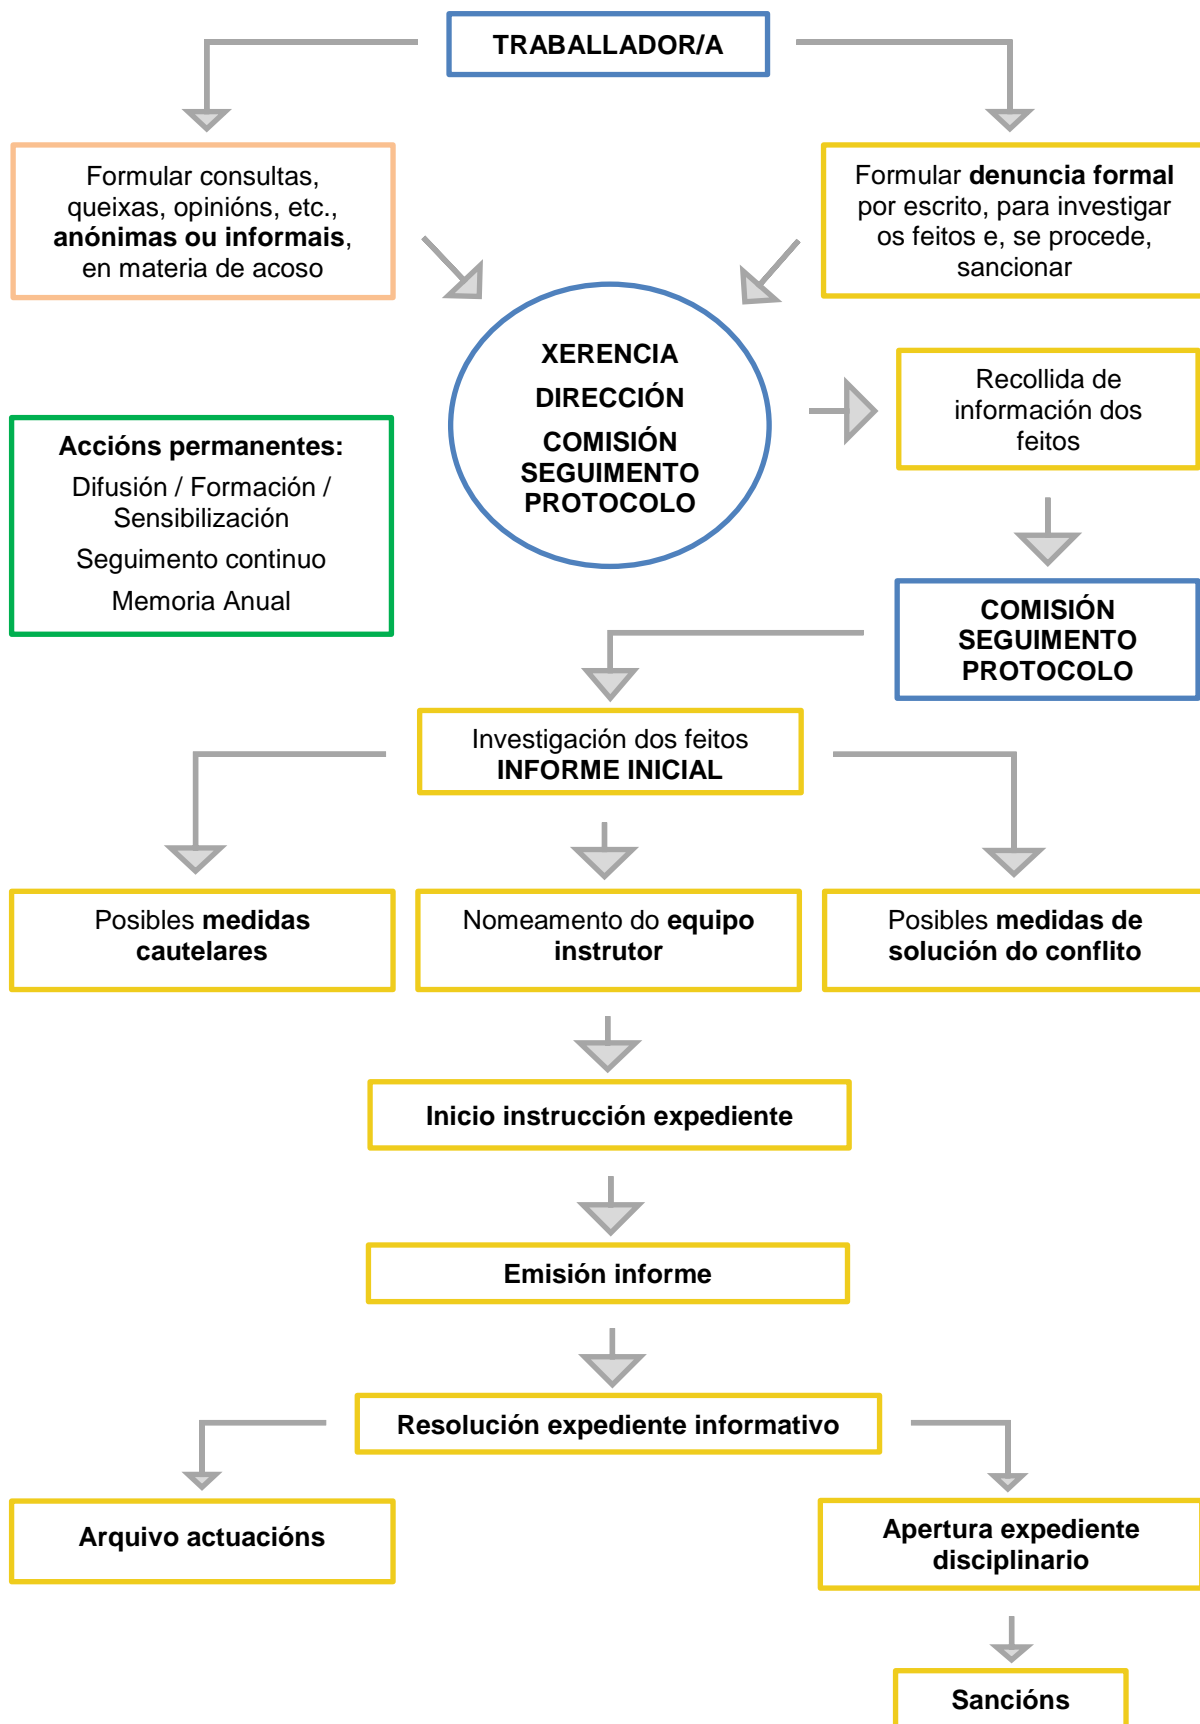 TRABALLADOR/A
Formular consultas,
queixas, opinións, etc.,
anónimas ou informais,
en materia de acoso
Formular denuncia formal
por escrito, para investigar
os feitos e, se procede,
sancionar
XERENCIA
DIRECCIÓN
COMISIÓN
SEGUIMENTO
PROTOCOLO
Recollida de
información dos
feitos
Accións permanentes:
Difusión / Formación /
Sensibilización
Seguimento continuo
Memoria Anual
COMISIÓN
SEGUIMENTO
PROTOCOLO
Investigación dos feitos
INFORME INICIAL
Posibles medidas
cautelares
Nomeamento do equipo
instrutor
Posibles medidas de
solución do conflito
Inicio instrucción expediente
Emisión informe
Resolución expediente informativo
Arquivo actuacións
Apertura expediente
disciplinario
Sancións